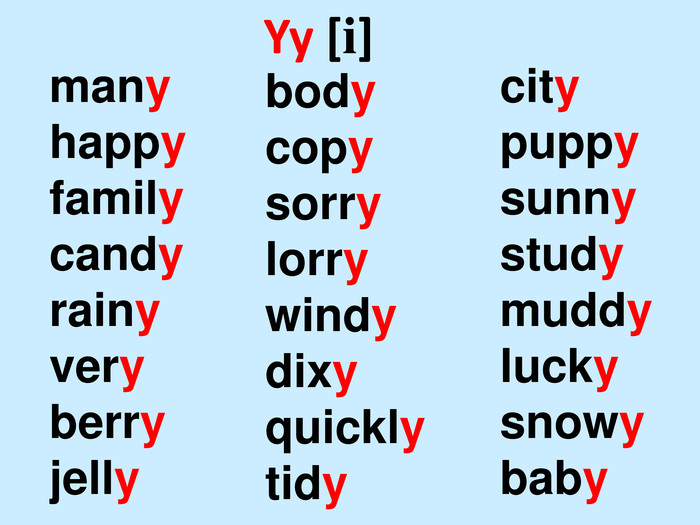 Yy [i]
many
happy
family
candy
rainy
very
berry
jelly
body
copy
sorry
lorry
windy
dixy
quickly
tidy
city
puppy
sunny
study
muddy
lucky
snowy
baby